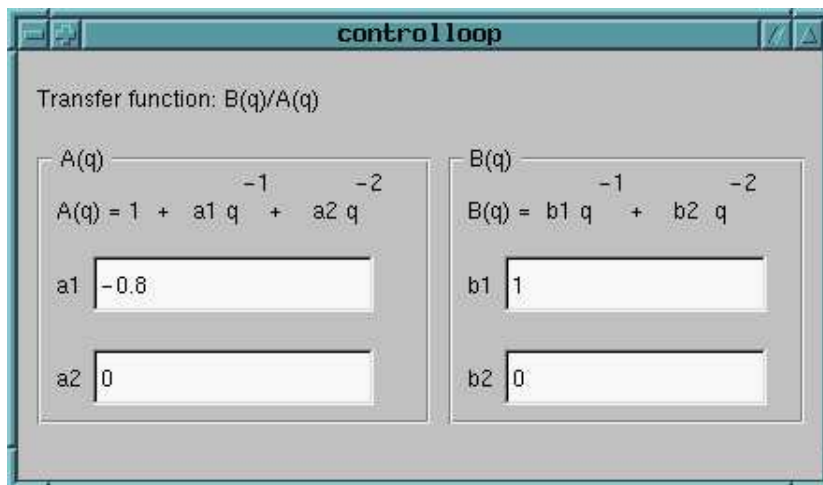 controlloop
Transfer function: B(q)/A(q)
A(q)
A(q) = 1 + a1 q^-1 + a2 q^-2
a1 -0.8
a2 0
B(q)
B(q) = b1 q^-1 + b2 q^-2
b1 1
b2 0